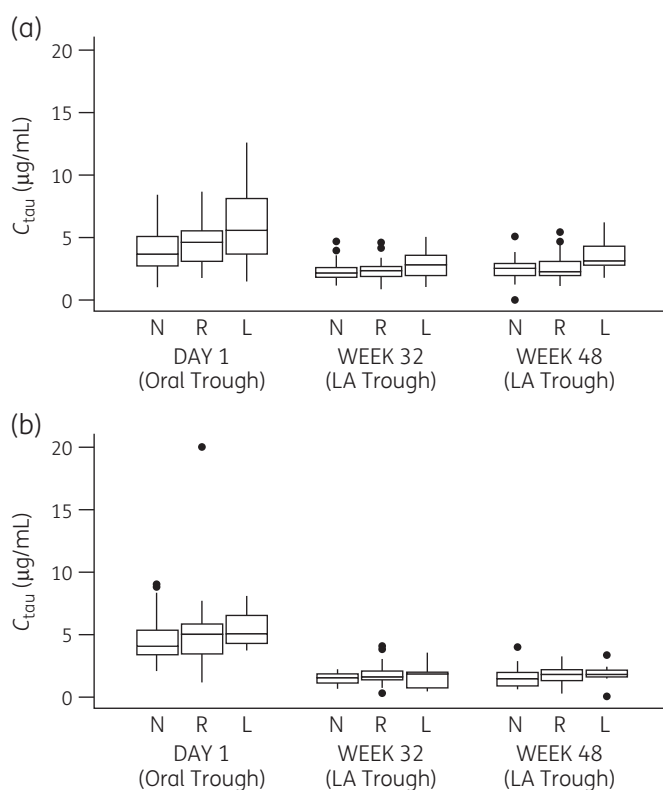 (a)
20
15
10
5
0
Ctau (µg/mL)
N R L N R L N R L
DAY 1 WEEK 32 WEEK 48
(Oral Trough) (LA Trough) (LA Trough)
(b)
20
15
10
5
0
Ctau (µg/mL)
N R L N R L N R L
DAY 1 WEEK 32 WEEK 48
(Oral Trough) (LA Trough) (LA Trough)